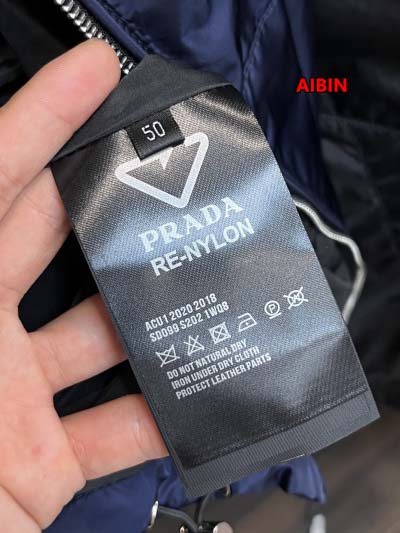 AIBIN
50
PRADA
RE-NYLON
ACU1 2020 2018
SD099 S202 1W08
DO NOT NATURAL DRY
IRON UNDER DRY CLOTH
PROTECT LEATHER PARTS